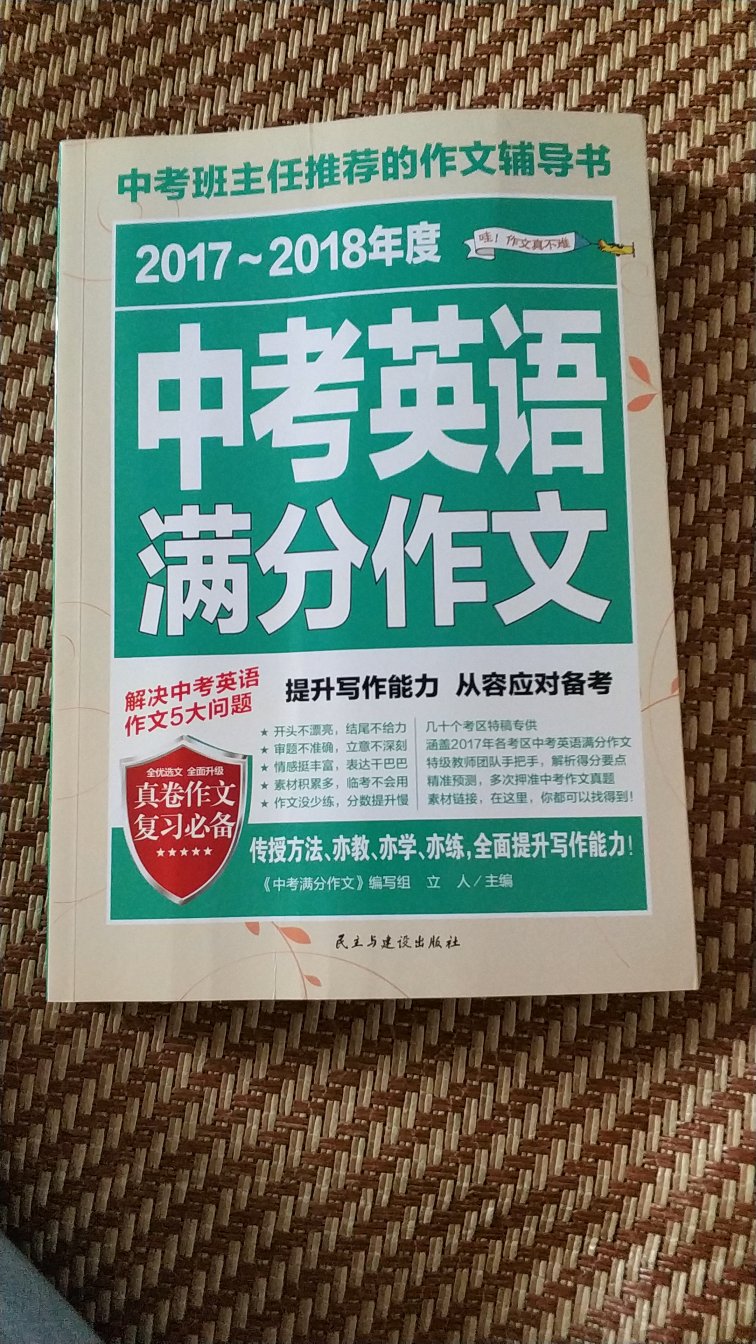 中考班主任推荐的作文辅导书
2017~2018年度
哇！作文真不难
中考英语
满分作文
解决中考英语
作文5大问题
提升写作能力 从容应对备考
★ 开头不漂亮，结尾不给力
★ 审题不准确，立意不深刻
★ 情感挺丰富，表达干巴巴
★ 素材积累多，临考不会用
★ 作文没少练，分数提升慢
几十个考区特稿专供
涵盖2017年各考区中考英语满分作文
特级教师团队手把手，解析得分要点
精准预测，多次押准中考作文真题
素材链接，在这里，你都可以找得到！
全优选文 全面升级
真卷作文
复习必备
★★★★★
传授方法、亦教、亦学、亦练，全面提升写作能力！
《中考满分作文》编写组 立 人／主编
民主与建设出版社